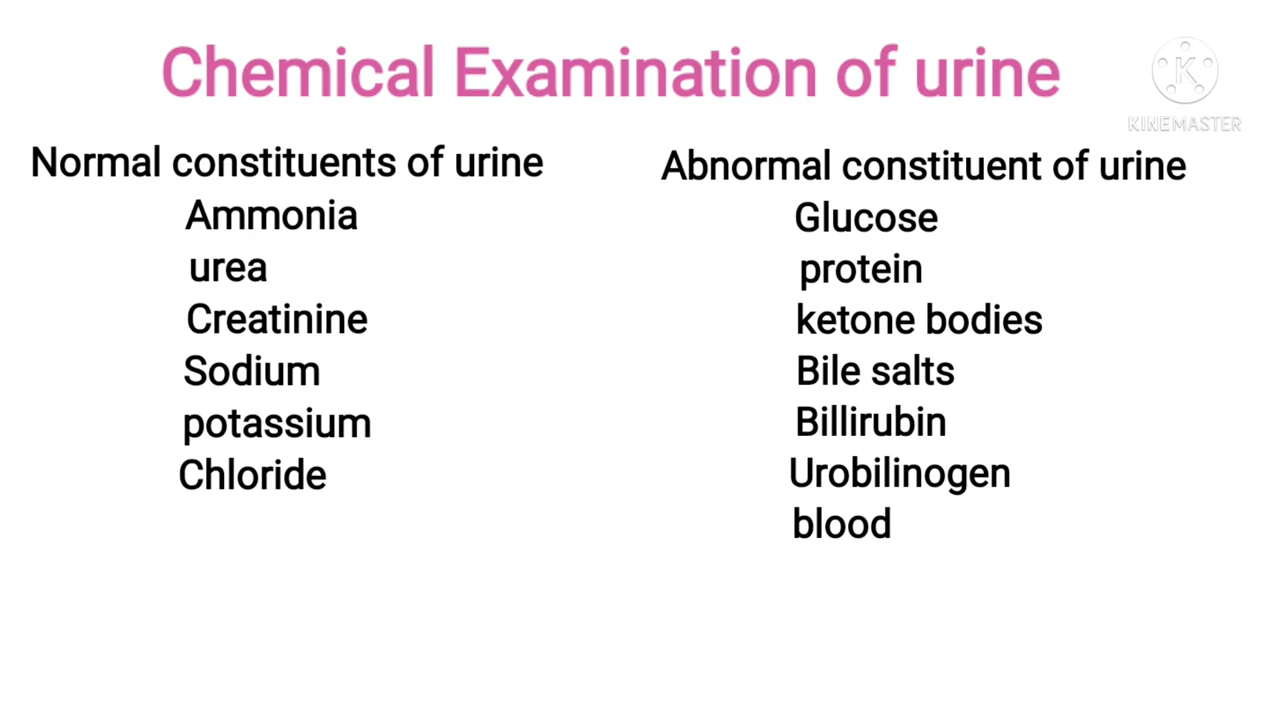 Chemical Examination of urine
K
KINEMASTER
Normal constituents of urine
Ammonia
urea
Creatinine
Sodium
potassium
Chloride
Abnormal constituent of urine
Glucose
protein
ketone bodies
Bile salts
Billirubin
Urobilinogen
blood